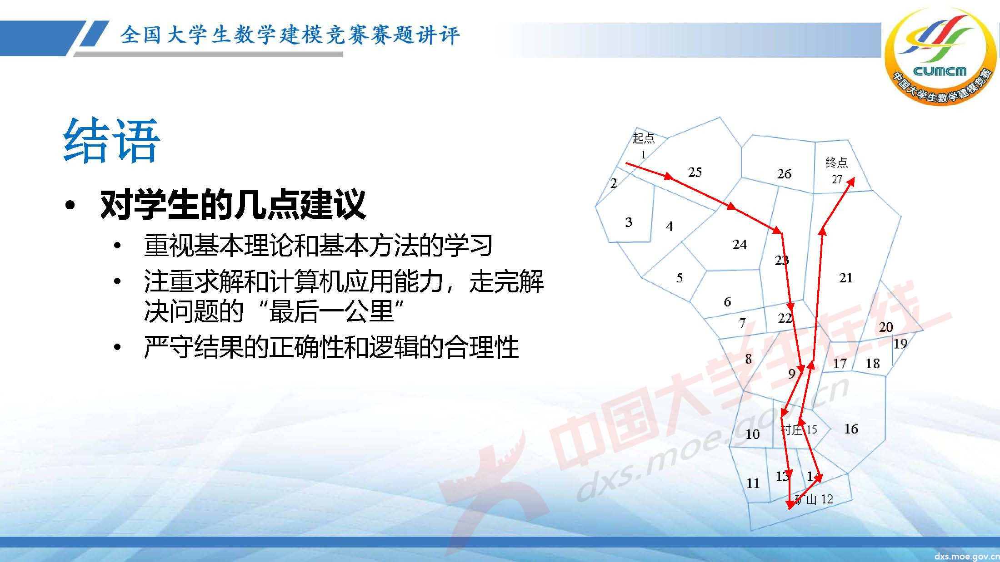 全国大学生数学建模竞赛赛题讲评
CUMCM
中国大学生数学建模竞赛
结语
• 对学生的几点建议
• 重视基本理论和基本方法的学习
• 注重求解和计算机应用能力，走完解
决问题的“最后一公里”
• 严守结果的正确性和逻辑的合理性
起点
1
25
26
终点
27
2
3
4
24
23
5
21
6
7
22
20
19
8
9
17
18
10
村庄 15
16
11
13
14
矿山 12
中国大学生在线
dxs.moe.gov.cn
dxs.moe.gov.cn